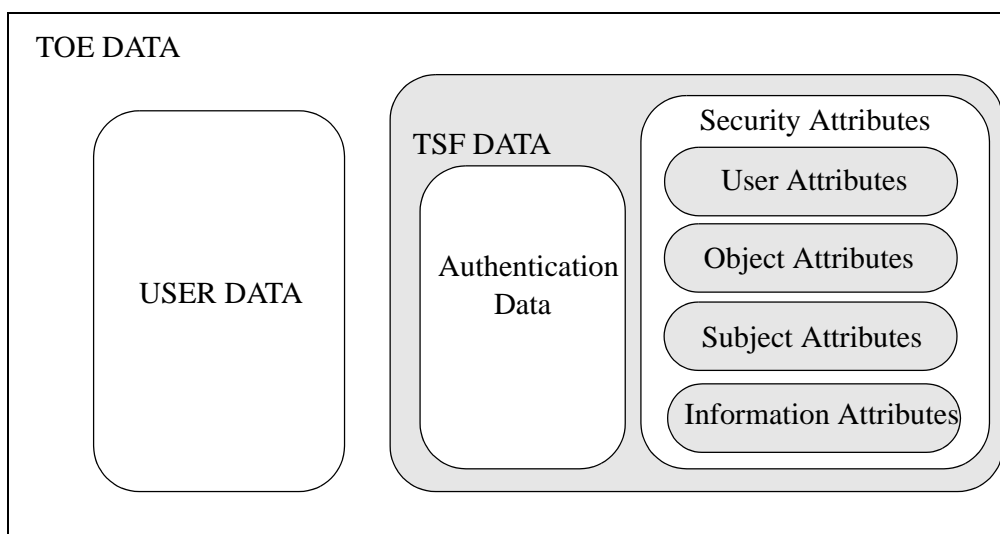 TOE DATA
USER DATA
TSF DATA
Authentication
Data
Security Attributes
User Attributes
Object Attributes
Subject Attributes
Information Attributes